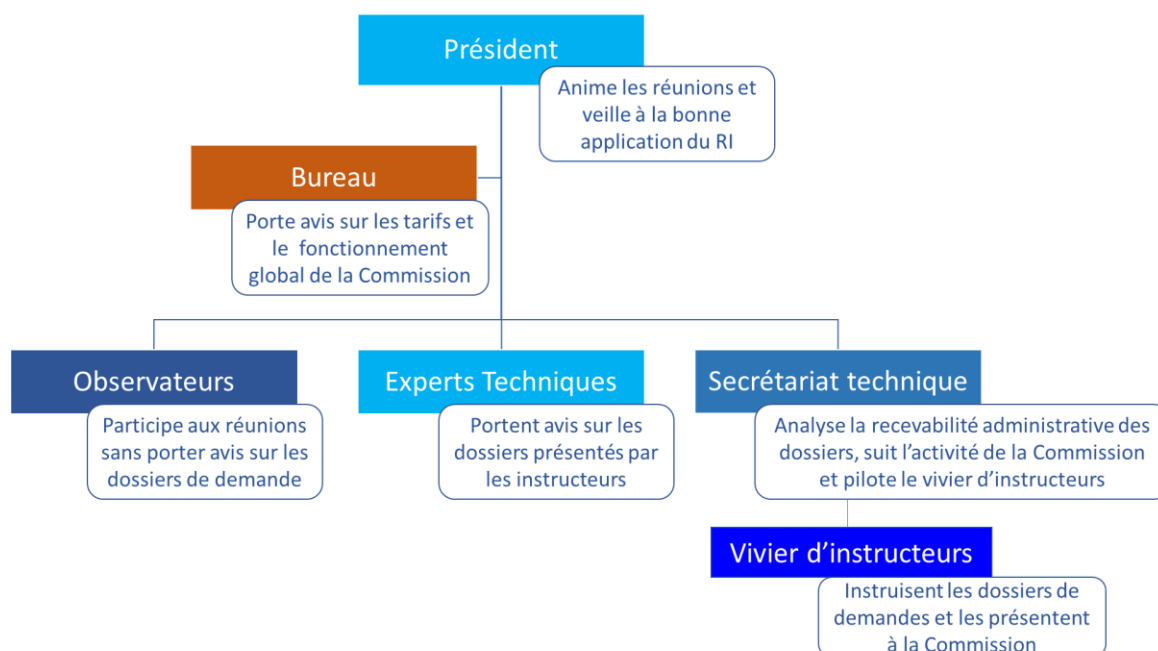 Président
Anime les réunions et
veille à la bonne
application du RI
Bureau
Porte avis sur les tarifs et
le fonctionnement
global de la Commission
Observateurs
Participe aux réunions
sans porter avis sur les
dossiers de demande
Experts Techniques
Portent avis sur les
dossiers présentés par
les instructeurs
Secrétariat technique
Analyse la recevabilité administrative des
dossiers, suit l’activité de la Commission
et pilote le vivier d’instructeurs
Vivier d’instructeurs
Instruisent les dossiers de
demandes et les présentent
à la Commission